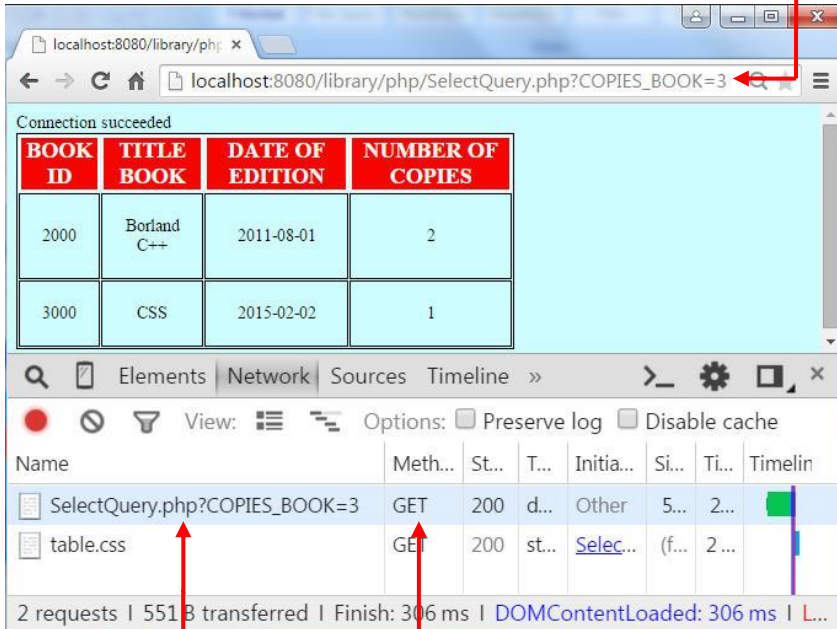 localhost:8080/library/php
localhost:8080/library/php/SelectQuery.php?COPIES_BOOK=3
Connection succeeded
BOOK ID TITLE BOOK DATE OF EDITION NUMBER OF COPIES
2000 Borland C++ 2011-08-01 2
3000 CSS 2015-02-02 1
Elements Network Sources Timeline »
View: Options: Preserve log Disable cache
Name Meth... St... T... Initia... Si... Ti... Timelin
SelectQuery.php?COPIES_BOOK=3 GET 200 d... Other 5... 2...
table.css GET 200 st... Selec... (f... 2 ...
2 requests I 551 B transferred I Finish: 306 ms I DOMContentLoaded: 306 ms I L...